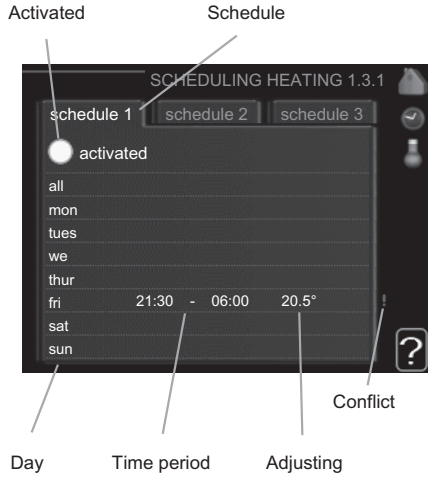 Activated Schedule
SCHEDULING HEATING 1.3.1
schedule 1 schedule 2 schedule 3
activated
all
mon
tues
we
thur
fri 21:30 - 06:00 20.5° !
sat
sun
?
Conflict
Day Time period Adjusting